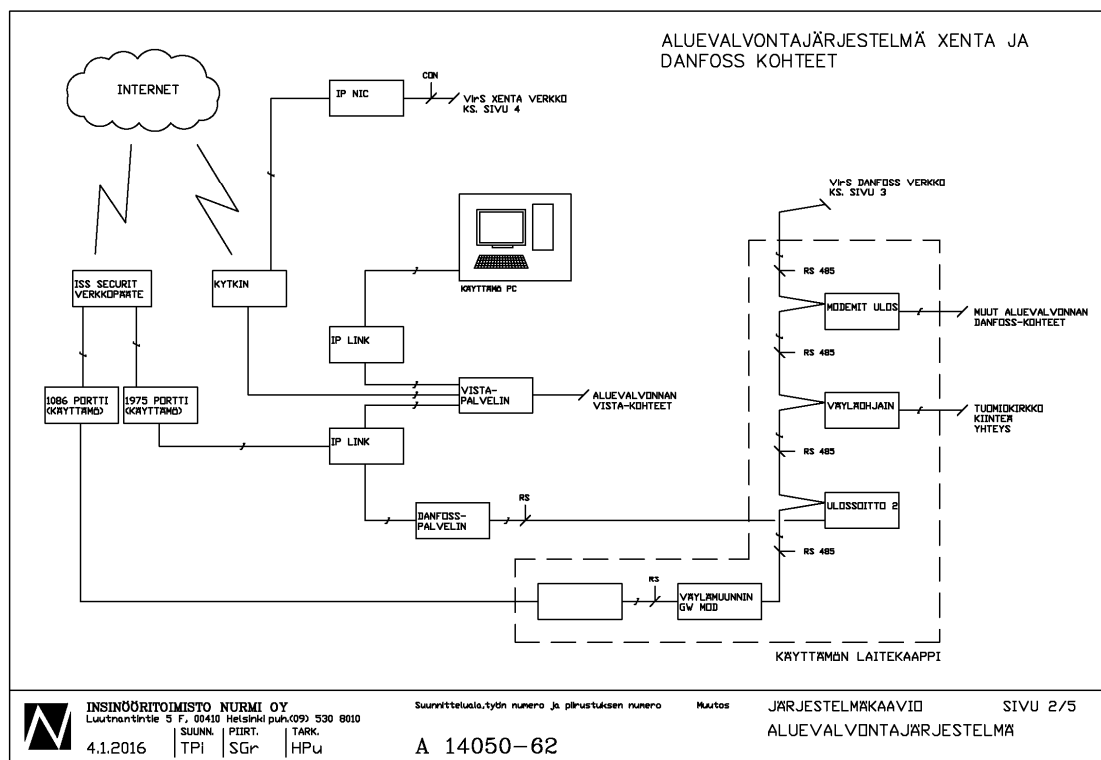 ALUEVALVONTAJÄRJESTELMÄ XENTA JA
DANFOSS KOHTEET
INTERNET
IP NIC
CON
VIrS XENTA VERKKO
KS. SIVU 4
VIrS DANFOSS VERKKO
KS. SIVU 3
ISS SECURIT
VERKKOPÄÄTE
KYTKIN
KÄYTTÄMÖ PC
RS 485
MODEMIT ULOS
MUUT ALUEVALVONNAN
DANFOSS-KOHTEET
IP LINK
RS 485
1086 PORTTI
(KÄYTTÄMÖ)
1975 PORTTI
(KÄYTTÄMÖ)
VISTA-
PALVELIN
ALUEVALVONNAN
VISTA-KOHTEET
VÄYLÄOHJAIN
TUOMIOKIRKKO
KIINTEÄ
YHTEYS
IP LINK
RS 485
DANFOSS-
PALVELIN
RS
ULOSSOITTO 2
RS 485
RS
VÄYLÄMUUNNIN
GW MOD
KÄYTTÄMÖN LAITEKAAPPI
INSINÖÖRITOIMISTO NURMI OY
Luutnantintie 5 F, 00410 Helsinki puh.(09) 530 8010
4.1.2016
SUUNN.
TPi
PIIRT.
SGr
TARK.
HPu
Suunnitteluala,työn numero ja piirustuksen numero
Muutos
A 14050-62
JÄRJESTELMÄKAAVIO
SIVU 2/5
ALUEVALVONTAJÄRJESTELMÄ